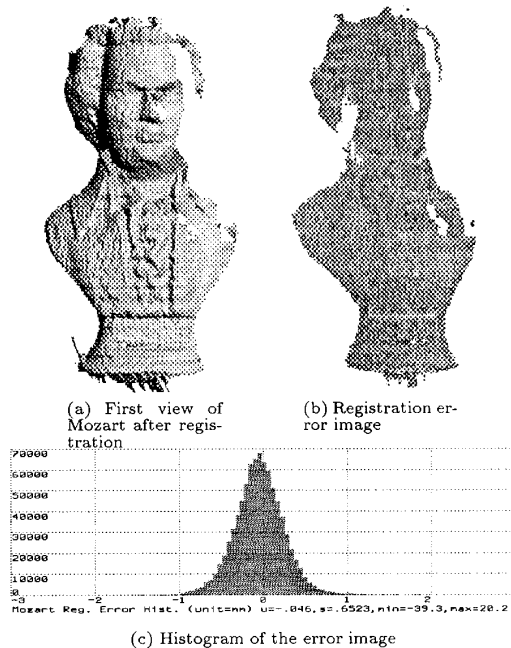 (a) First view of
Mozart after regis-
tration
(b) Registration er-
ror image
70000
60000
50000
40000
30000
20000
10000
0
-3 -2 -1 0 1 2
Mozart Reg. Error Hist. (unit=mm) u=-.046,s=.6523,min=-39.3,max=20.2
(c) Histogram of the error image